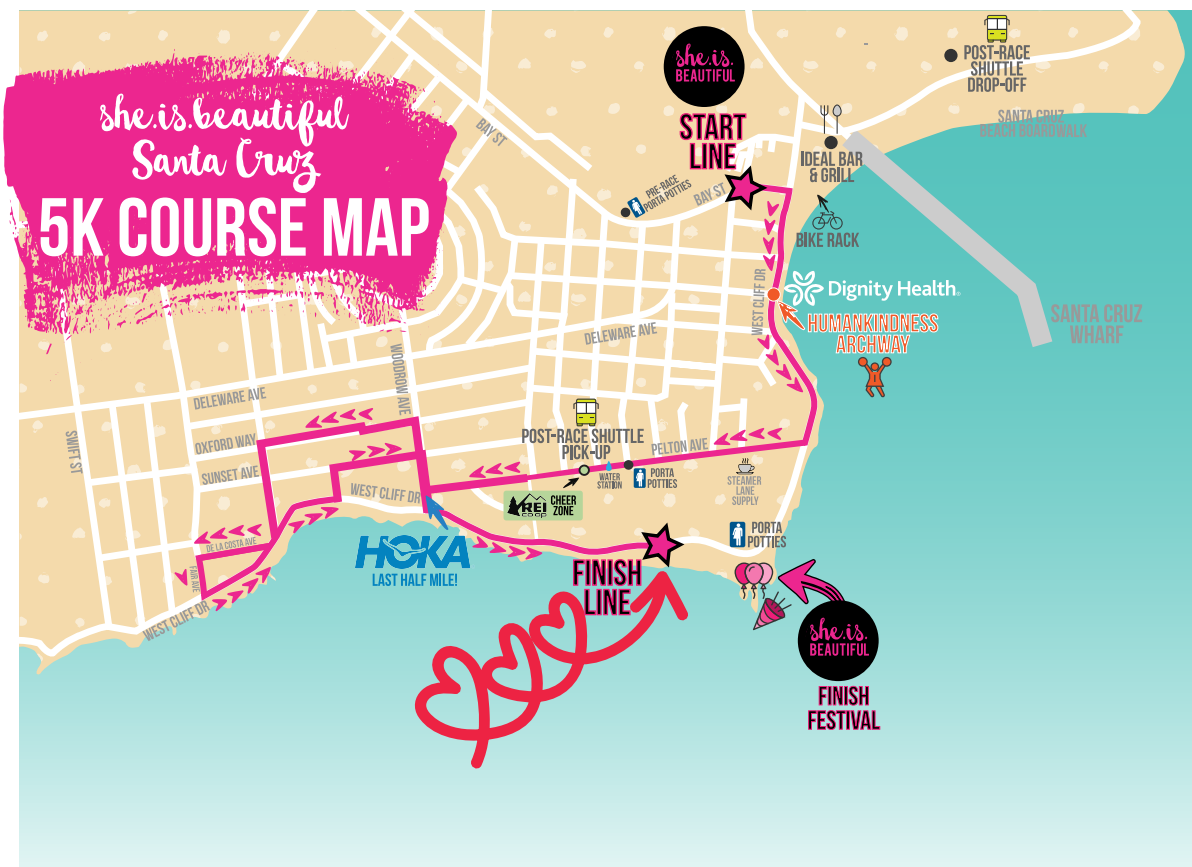 she.is.beautiful
Santa Cruz
5K COURSE MAP
she.is.
BEAUTIFUL
START
LINE
POST-RACE
SHUTTLE
DROP-OFF
SANTA CRUZ
BEACH BOARDWALK
BAY ST
PRE-RACE
PORTA POTTIES
BAY ST
IDEAL BAR
& GRILL
BIKE RACK
WEST CLIFF DR
Dignity Health.
HUMANKINDNESS
ARCHWAY
SANTA CRUZ
WHARF
DELEWARE AVE
WOODROW AVE
DELEWARE AVE
OXFORD WAY
SUNSET AVE
SWIFT ST
POST-RACE SHUTTLE
PICK-UP
PELTON AVE
WATER
STATION
PORTA
POTTIES
STEAMER
LANE
SUPPLY
REI
co-op
CHEER
ZONE
WEST CLIFF DR
HOKA
LAST HALF MILE!
DE LA COSTA AVE
FAIR AVE
WEST CLIFF DR
FINISH
LINE
PORTA
POTTIES
she.is.
BEAUTIFUL
FINISH
FESTIVAL